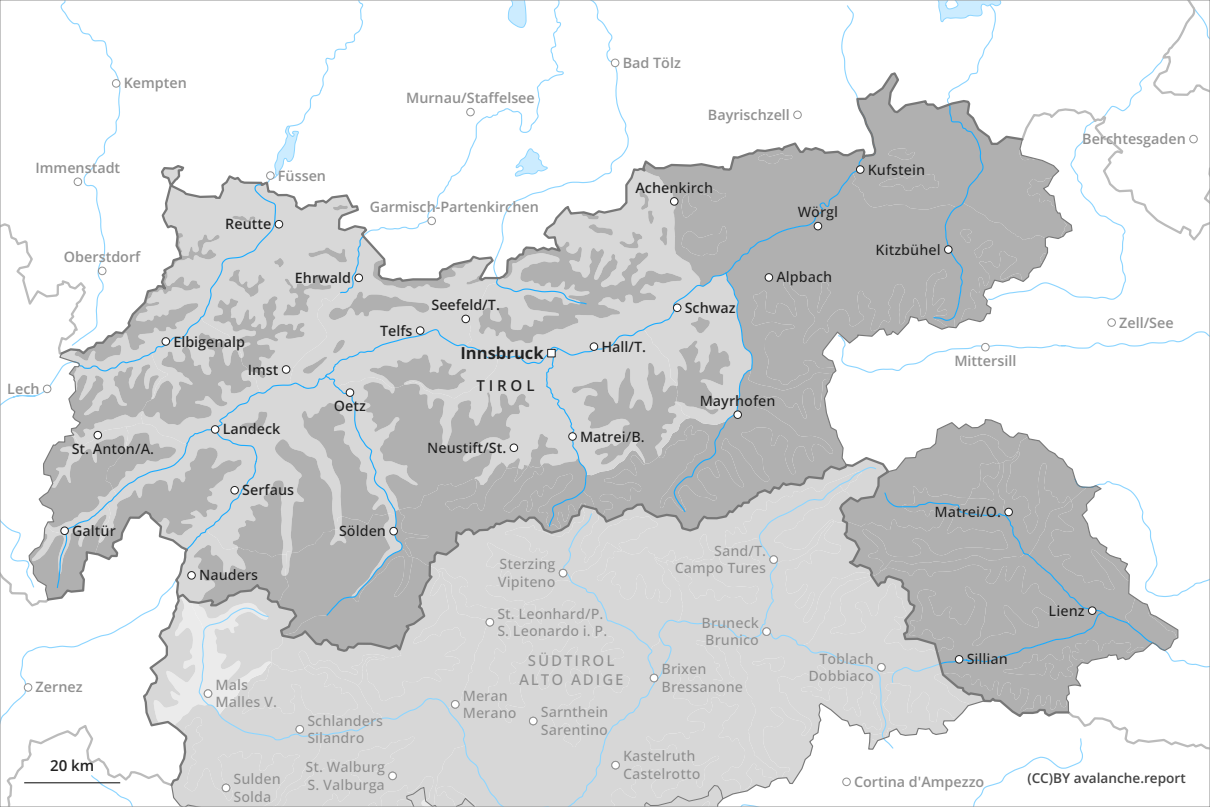 Kempten
Bad Tölz
Murnau/Staffelsee
Bayrischzell
Berchtesgaden
Immenstadt
Füssen
Kufstein
Achenkirch
Garmisch-Partenkirchen
Wörgl
Reutte
Kitzbühel
Oberstdorf
Ehrwald
Alpbach
Seefeld/T.
Schwaz
Zell/See
Telfs
Elbigenalp
Innsbruck
Hall/T.
Mittersill
Imst
TIROL
Lech
Oetz
Mayrhofen
Landeck
Matrei/B.
St. Anton/A.
Neustift/St.
Serfaus
Matrei/O.
Galtür
Sölden
Sand/T.
Campo Tures
Sterzing
Vipiteno
Nauders
Lienz
St. Leonhard/P.
S. Leonardo i. P.
Bruneck
Brunico
SÜDTIROL
ALTO ADIGE
Toblach
Dobbiaco
Sillian
Brixen
Bressanone
Zernez
Mals
Malles V.
Meran
Merano
Sarnthein
Sarentino
Schlanders
Silandro
Kastelruth
Castelrotto
20 km
St. Walburg
S. Valburga
Sulden
Solda
Cortina d'Ampezzo
(CC)BY avalanche.report